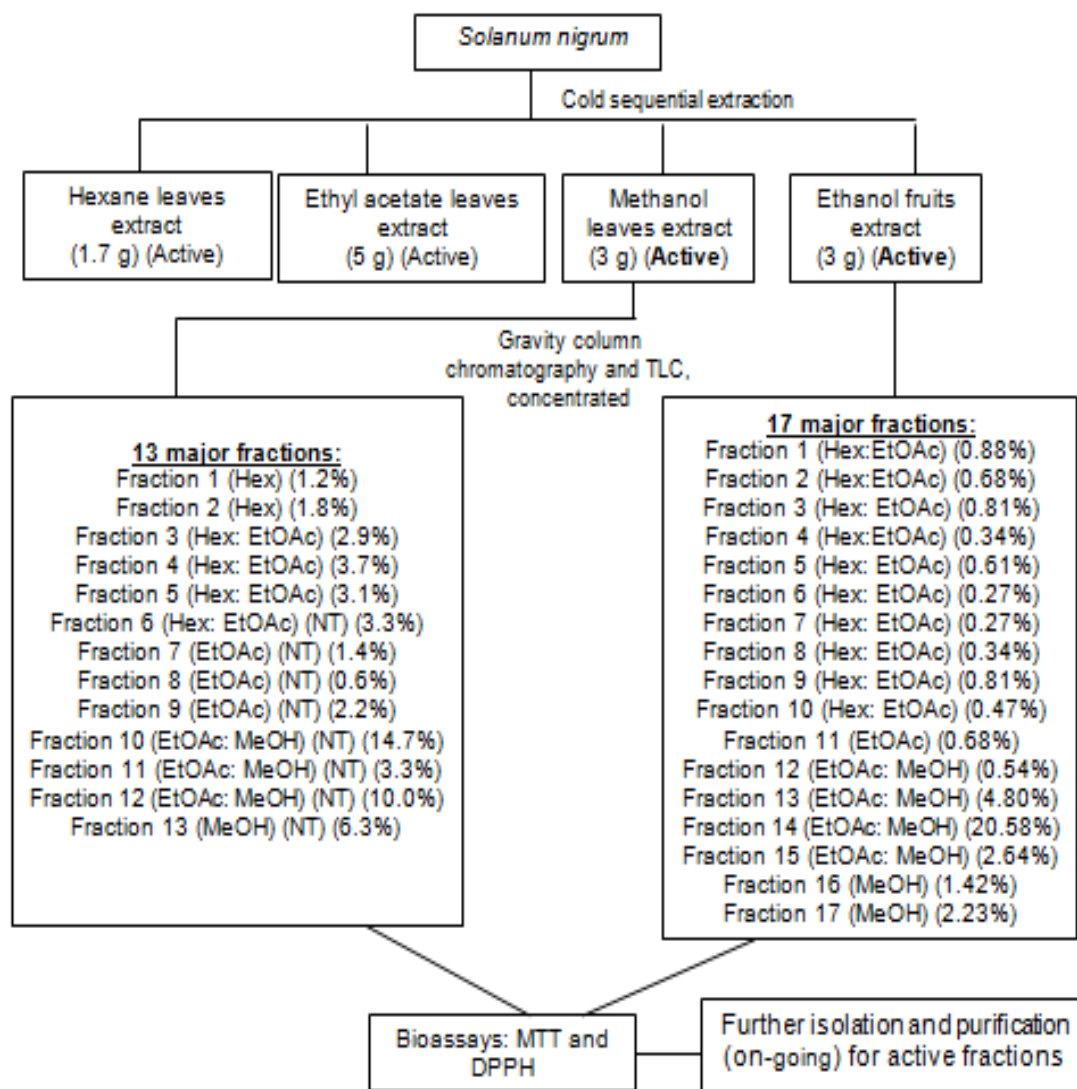 Solanum nigrum
Cold sequential extraction
Hexane leaves
extract
(1.7 g) (Active)
Ethyl acetate leaves
extract
(5 g) (Active)
Methanol
leaves extract
(3 g) (Active)
Ethanol fruits
extract
(3 g) (Active)
Gravity column
chromatography and TLC,
concentrated
13 major fractions:
Fraction 1 (Hex) (1.2%)
Fraction 2 (Hex) (1.8%)
Fraction 3 (Hex: EtOAc) (2.9%)
Fraction 4 (Hex: EtOAc) (3.7%)
Fraction 5 (Hex: EtOAc) (3.1%)
Fraction 6 (Hex: EtOAc) (NT) (3.3%)
Fraction 7 (EtOAc) (NT) (1.4%)
Fraction 8 (EtOAc) (NT) (0.6%)
Fraction 9 (EtOAc) (NT) (2.2%)
Fraction 10 (EtOAc: MeOH) (NT) (14.7%)
Fraction 11 (EtOAc: MeOH) (NT) (3.3%)
Fraction 12 (EtOAc: MeOH) (NT) (10.0%)
Fraction 13 (MeOH) (NT) (6.3%)
17 major fractions:
Fraction 1 (Hex:EtOAc) (0.88%)
Fraction 2 (Hex:EtOAc) (0.68%)
Fraction 3 (Hex:EtOAc) (0.81%)
Fraction 4 (Hex:EtOAc) (0.34%)
Fraction 5 (Hex: EtOAc) (0.61%)
Fraction 6 (Hex: EtOAc) (0.27%)
Fraction 7 (Hex: EtOAc) (0.27%)
Fraction 8 (Hex: EtOAc) (0.34%)
Fraction 9 (Hex: EtOAc) (0.81%)
Fraction 10 (Hex: EtOAc) (0.47%)
Fraction 11 (EtOAc) (0.68%)
Fraction 12 (EtOAc: MeOH) (0.54%)
Fraction 13 (EtOAc: MeOH) (4.80%)
Fraction 14 (EtOAc: MeOH) (20.58%)
Fraction 15 (EtOAc: MeOH) (2.64%)
Fraction 16 (MeOH) (1.42%)
Fraction 17 (MeOH) (2.23%)
Bioassays: MTT and
DPPH
Further isolation and purification
(on-going) for active fractions